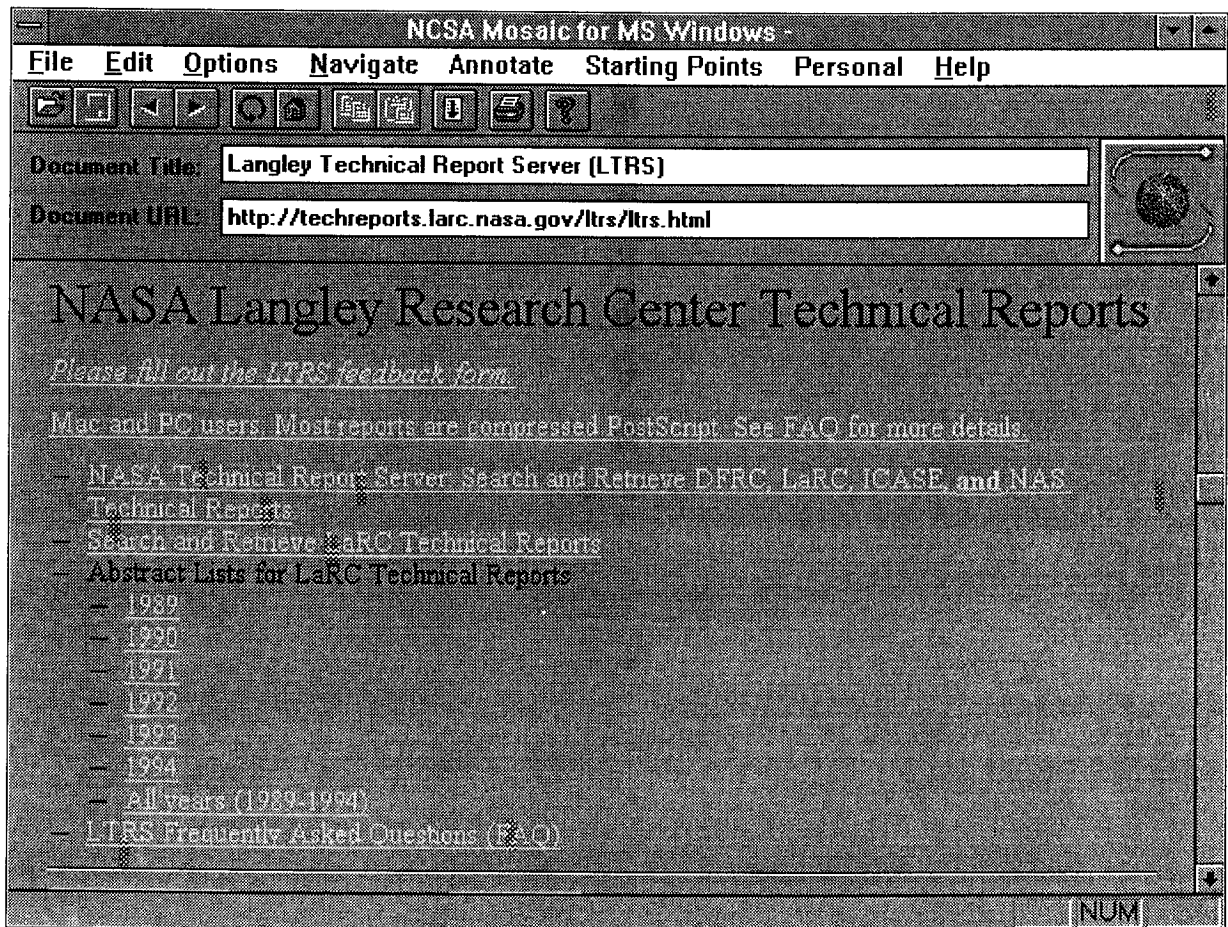 NCSA Mosaic for MS Windows -
File Edit Options Navigate Annotate Starting Points Personal Help
Document Title: Langley Technical Report Server (LTRS)
Document URL: http://techreports.larc.nasa.gov/ltrs/ltrs.html
NASA Langley Research Center Technical Reports
Please fill out the LTRS feedback form.
Mac and PC users: Most reports are compressed PostScript. See FAQ for more details.
— NASA Technical Report Server: Search and Retrieve DFRC, LaRC, ICASE, and NAS
Technical Reports
— Search and Retrieve LaRC Technical Reports
— Abstract Lists for LaRC Technical Reports
— 1989
— 1990
— 1991
— 1992
— 1993
— 1994
— All years (1989-1994)
— LTRS Frequently Asked Questions (FAQ)
NUM